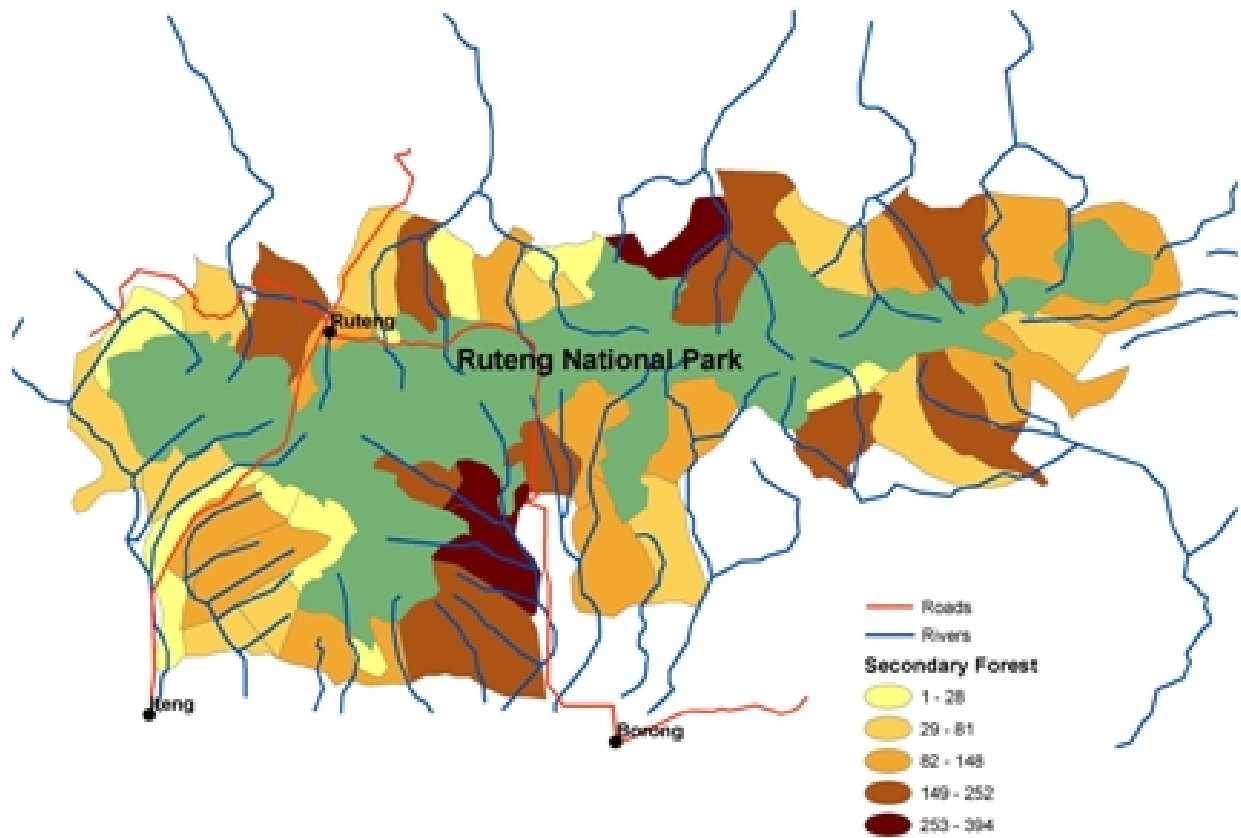 Ruteng
Ruteng National Park
Iteng
Borong
Roads
Rivers
Secondary Forest
1 - 28
29 - 81
82 - 148
149 - 252
253 - 394